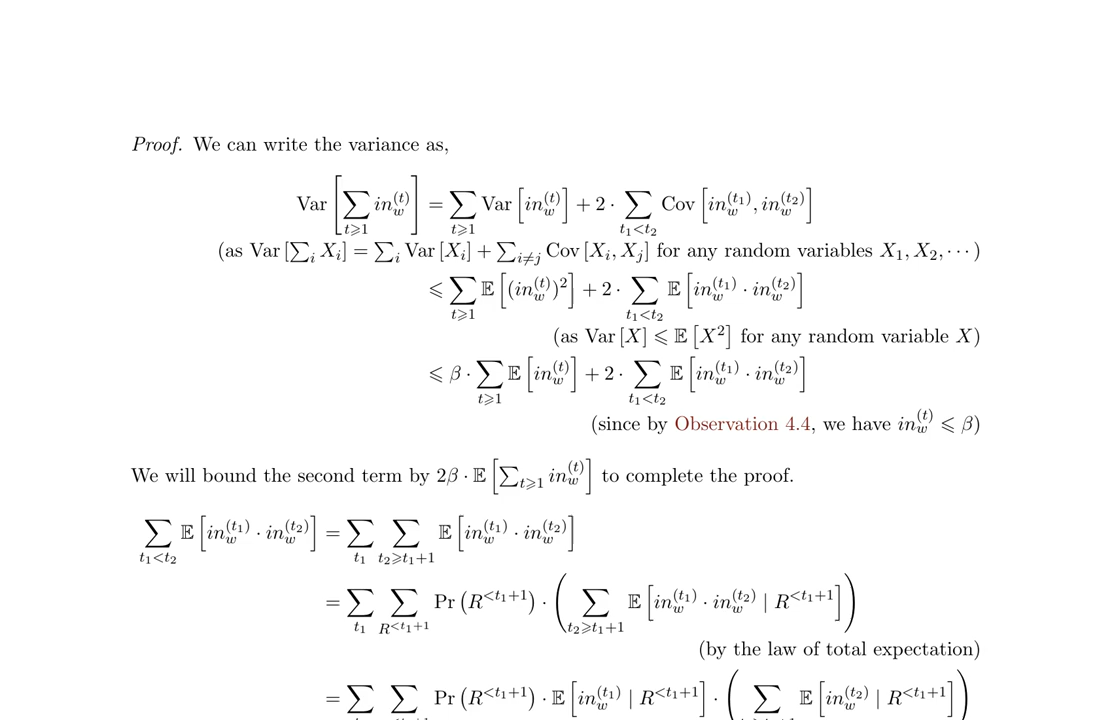 Proof. We can write the variance as,
Var [∑_{t⩾1} in_w^{(t)}] = ∑_{t⩾1} Var [in_w^{(t)}] + 2 · ∑_{t_1<t_2} Cov [in_w^{(t_1)}, in_w^{(t_2)}]
(as Var [∑_i X_i] = ∑_i Var [X_i] + ∑_{i≠j} Cov [X_i, X_j] for any random variables X_1, X_2, ⋯ )
⩽ ∑_{t⩾1} 𝔼 [(in_w^{(t)})^2] + 2 · ∑_{t_1<t_2} 𝔼 [in_w^{(t_1)} · in_w^{(t_2)}]
(as Var [X] ⩽ 𝔼 [X^2] for any random variable X)
⩽ β · ∑_{t⩾1} 𝔼 [in_w^{(t)}] + 2 · ∑_{t_1<t_2} 𝔼 [in_w^{(t_1)} · in_w^{(t_2)}]
(since by Observation 4.4, we have in_w^{(t)} ⩽ β)
We will bound the second term by 2β · 𝔼 [∑_{t⩾1} in_w^{(t)}] to complete the proof.
∑_{t_1<t_2} 𝔼 [in_w^{(t_1)} · in_w^{(t_2)}] = ∑_{t_1} ∑_{t_2⩾t_1+1} 𝔼 [in_w^{(t_1)} · in_w^{(t_2)}]
= ∑_{t_1} ∑_{R^{<t_1+1}} Pr (R^{<t_1+1}) · (∑_{t_2⩾t_1+1} 𝔼 [in_w^{(t_1)} · in_w^{(t_2)} | R^{<t_1+1}])
(by the law of total expectation)
= ∑ ∑ Pr (R^{<t_1+1}) · 𝔼 [in_w^{(t_1)} | R^{<t_1+1}] · (∑ 𝔼 [in_w^{(t_2)} | R^{<t_1+1}])